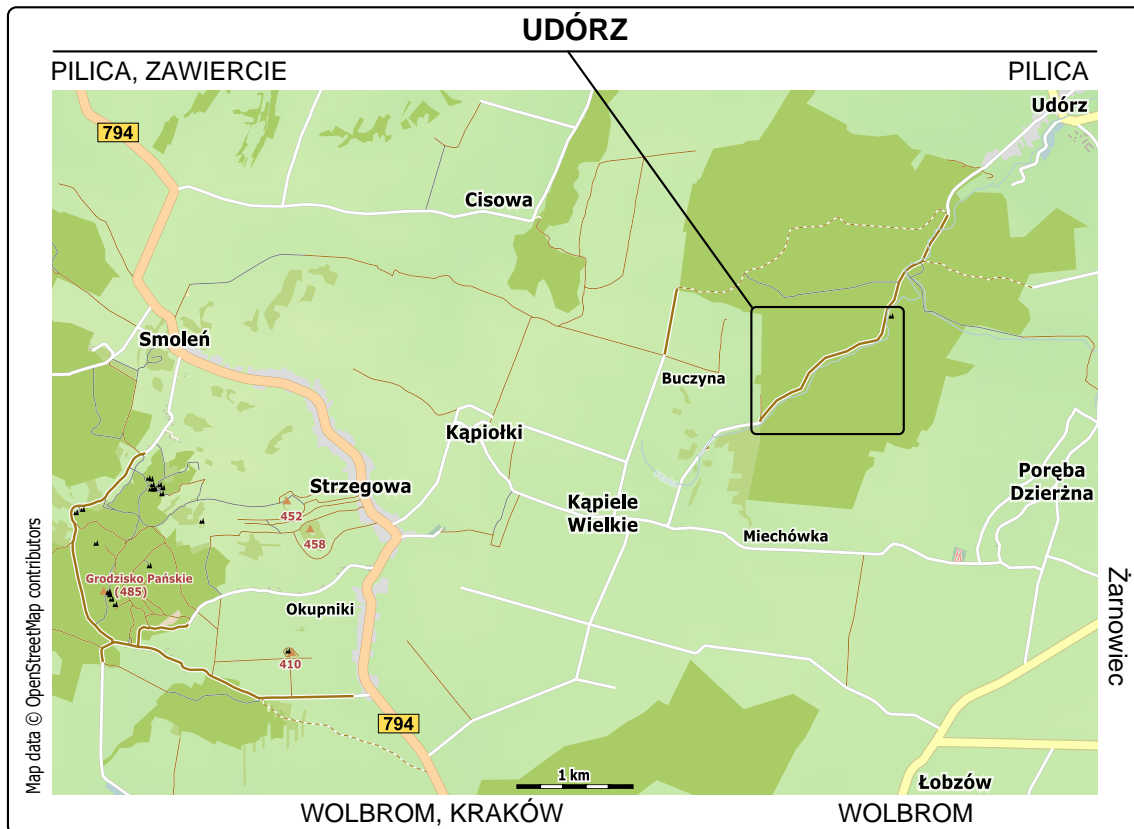 UDÓRZ
PILICA, ZAWIERCIE
PILICA
Udórz
794
Cisowa
Smoleń
Buczyna
Kąpiołki
Strzegowa
Poręba
Dzierżna
Kąpiele
Wielkie
452
458
Miechówka
Grodzisko Pańskie
(485)
Okupniki
410
Żarnowiec
794
1 km
Łobzów
Map data © OpenStreetMap contributors
WOLBROM, KRAKÓW
WOLBROM